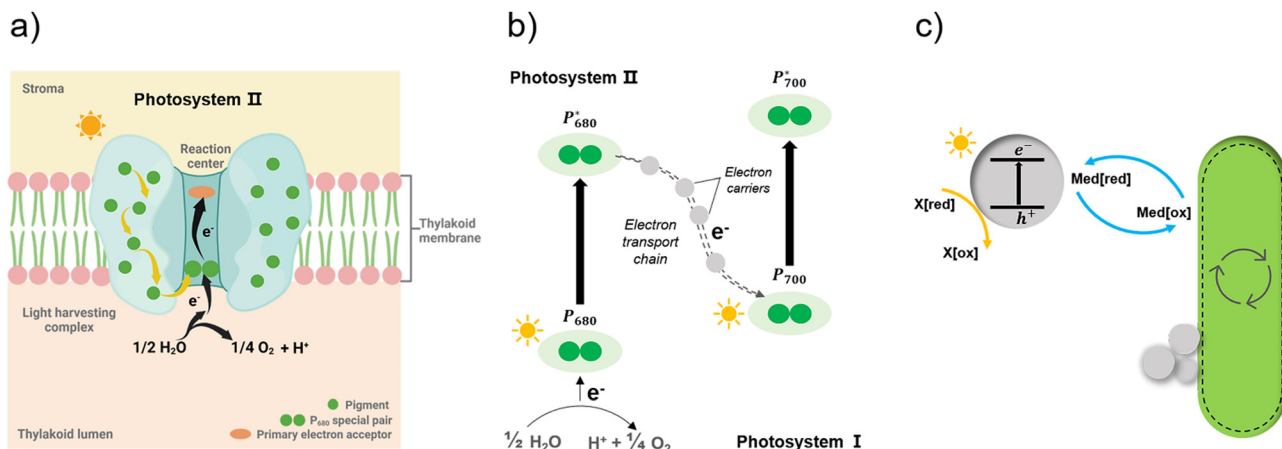 a)
Stroma
Photosystem II
Reaction
center
e-
Thylakoid
membrane
e-
Light harvesting
complex
1/2 H₂O
1/4 O₂ + H⁺
Pigment
P₆₈₀ special pair
Primary electron acceptor
Thylakoid lumen
b)
Photosystem II
P*₆₈₀
P*₇₀₀
Electron
carriers
Electron
transport
chain
e-
P₇₀₀
P₆₈₀
e-
½ H₂O
H⁺ + ¼ O₂
Photosystem I
c)
e⁻
h⁺
X[red]
X[ox]
Med[red]
Med[ox]